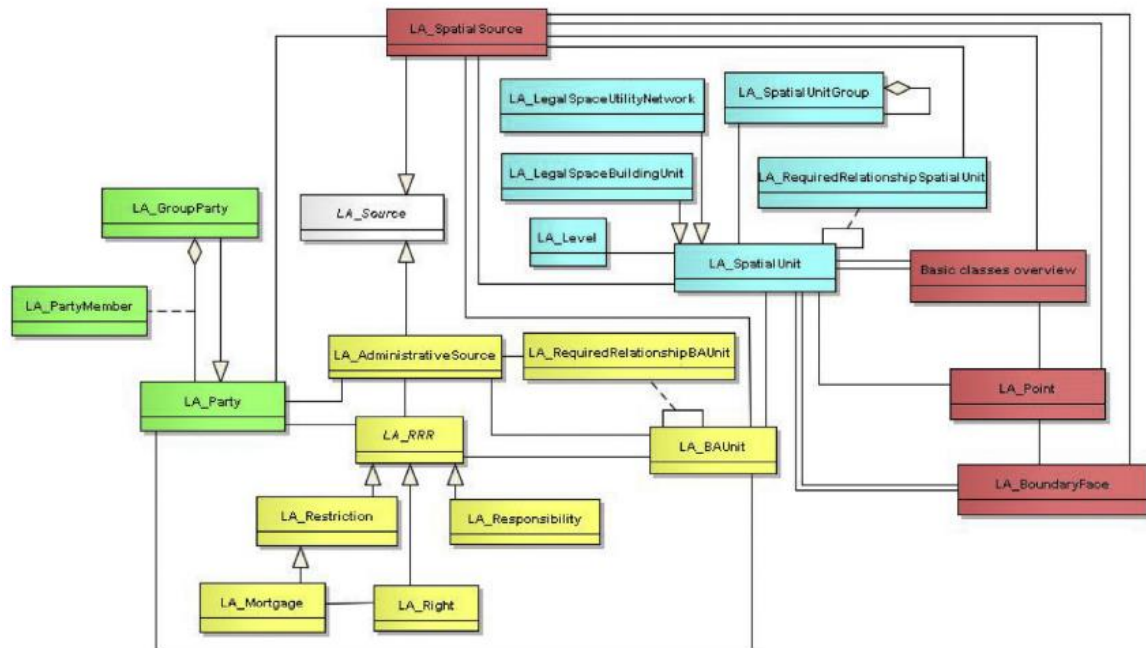 LA_SpatialSource
LA_LegalSpaceUtilityNetwork
LA_SpatialUnitGroup
LA_LegalSpaceBuildingUnit
LA_RequiredRelationshipSpatialUnit
LA_GroupParty
LA_Source
LA_Level
LA_SpatialUnit
Basic classes overview
LA_PartyMember
LA_AdministrativeSource
LA_RequiredRelationshipBAUnit
LA_Party
LA_Point
LA_RRR
LA_BAUnit
LA_BoundaryFace
LA_Restriction
LA_Responsibility
LA_Mortgage
LA_Right